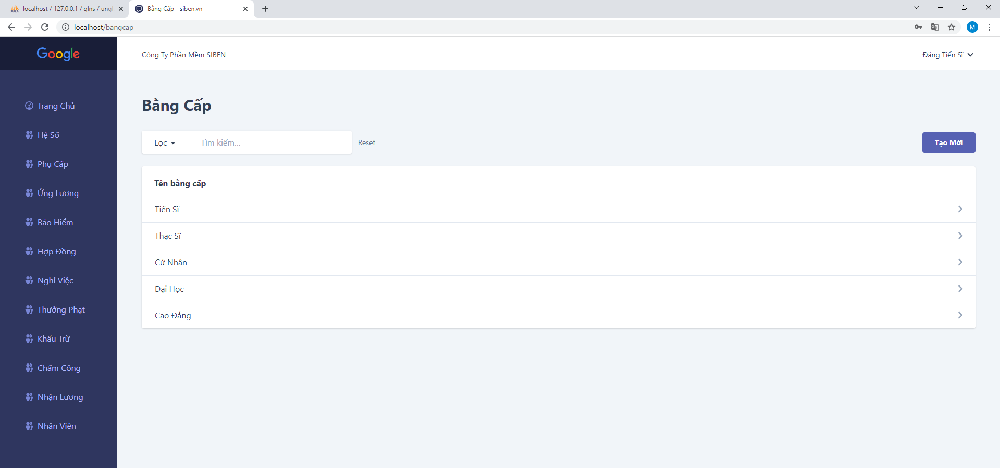 localhost / 127.0.0.1 / qlns / ung
Bằng Cấp - siben.vn
localhost/bangcap
M
Google
Công Ty Phần Mềm SIBEN
Đặng Tiến Sĩ
Trang Chủ
Hệ Số
Phụ Cấp
Ứng Lương
Bảo Hiểm
Hợp Đồng
Nghỉ Việc
Thưởng Phạt
Khấu Trừ
Chấm Công
Nhận Lương
Nhân Viên
Bằng Cấp
Lọc
Tìm kiếm...
Reset
Tạo Mới
Tên bằng cấp
Tiến Sĩ
Thạc Sĩ
Cử Nhân
Đại Học
Cao Đẳng